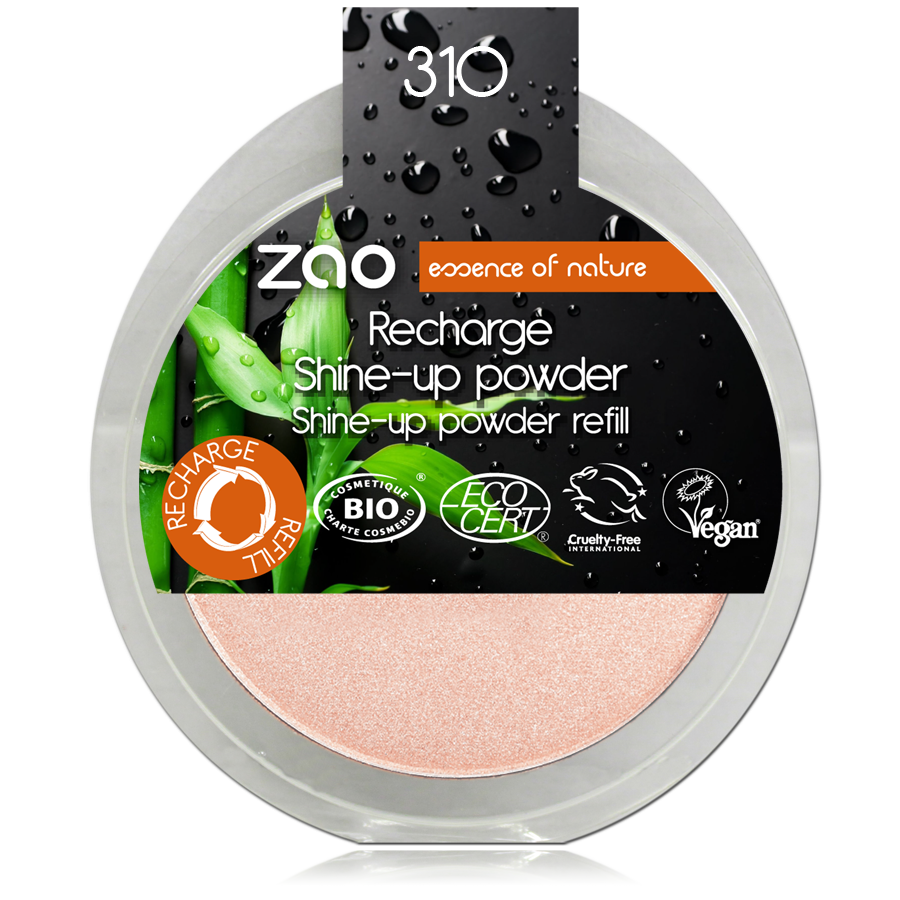 310
zao
essence of nature
Recharge
Shine-up powder
Shine-up powder refill
RECHARGE
REFILL
COSMETIQUE
BIO
CHARTE COSMEBIO
®
ECO
CERT
®
Cruelty-Free
INTERNATIONAL
Vegan®